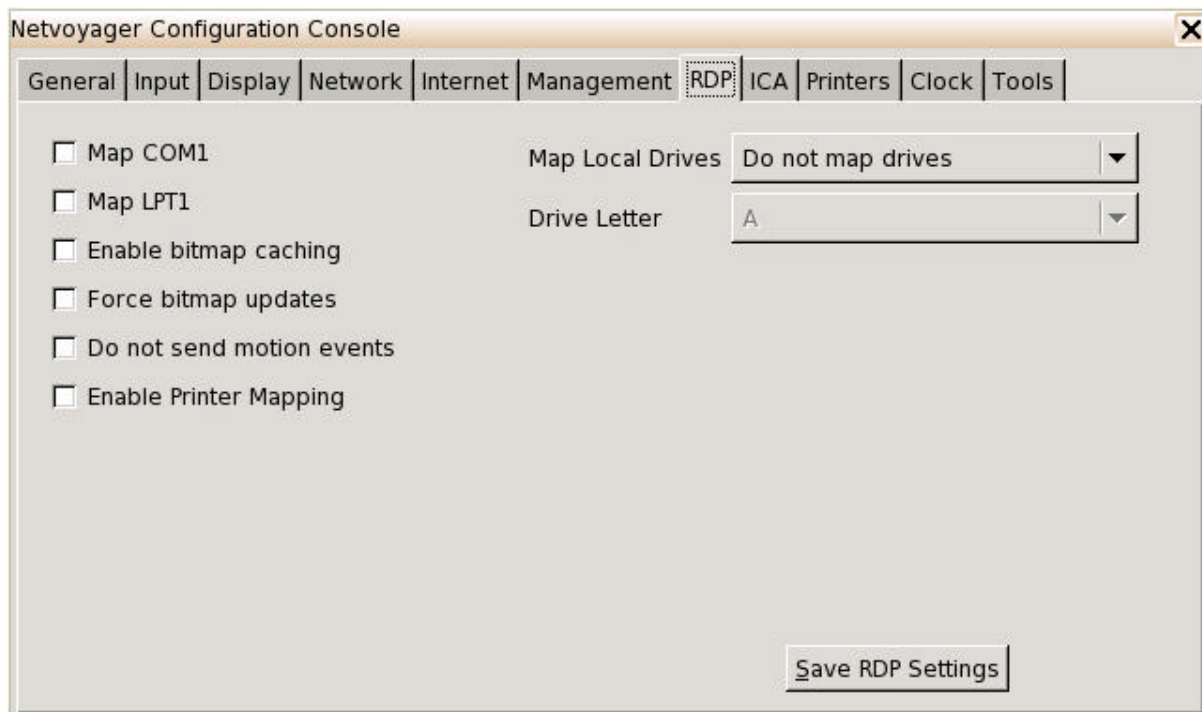 Netvoyager Configuration Console
General Input Display Network Internet Management RDP ICA Printers Clock Tools
Map COM1
Map LPT1
Enable bitmap caching
Force bitmap updates
Do not send motion events
Enable Printer Mapping
Map Local Drives Do not map drives
Drive Letter A
Save RDP Settings